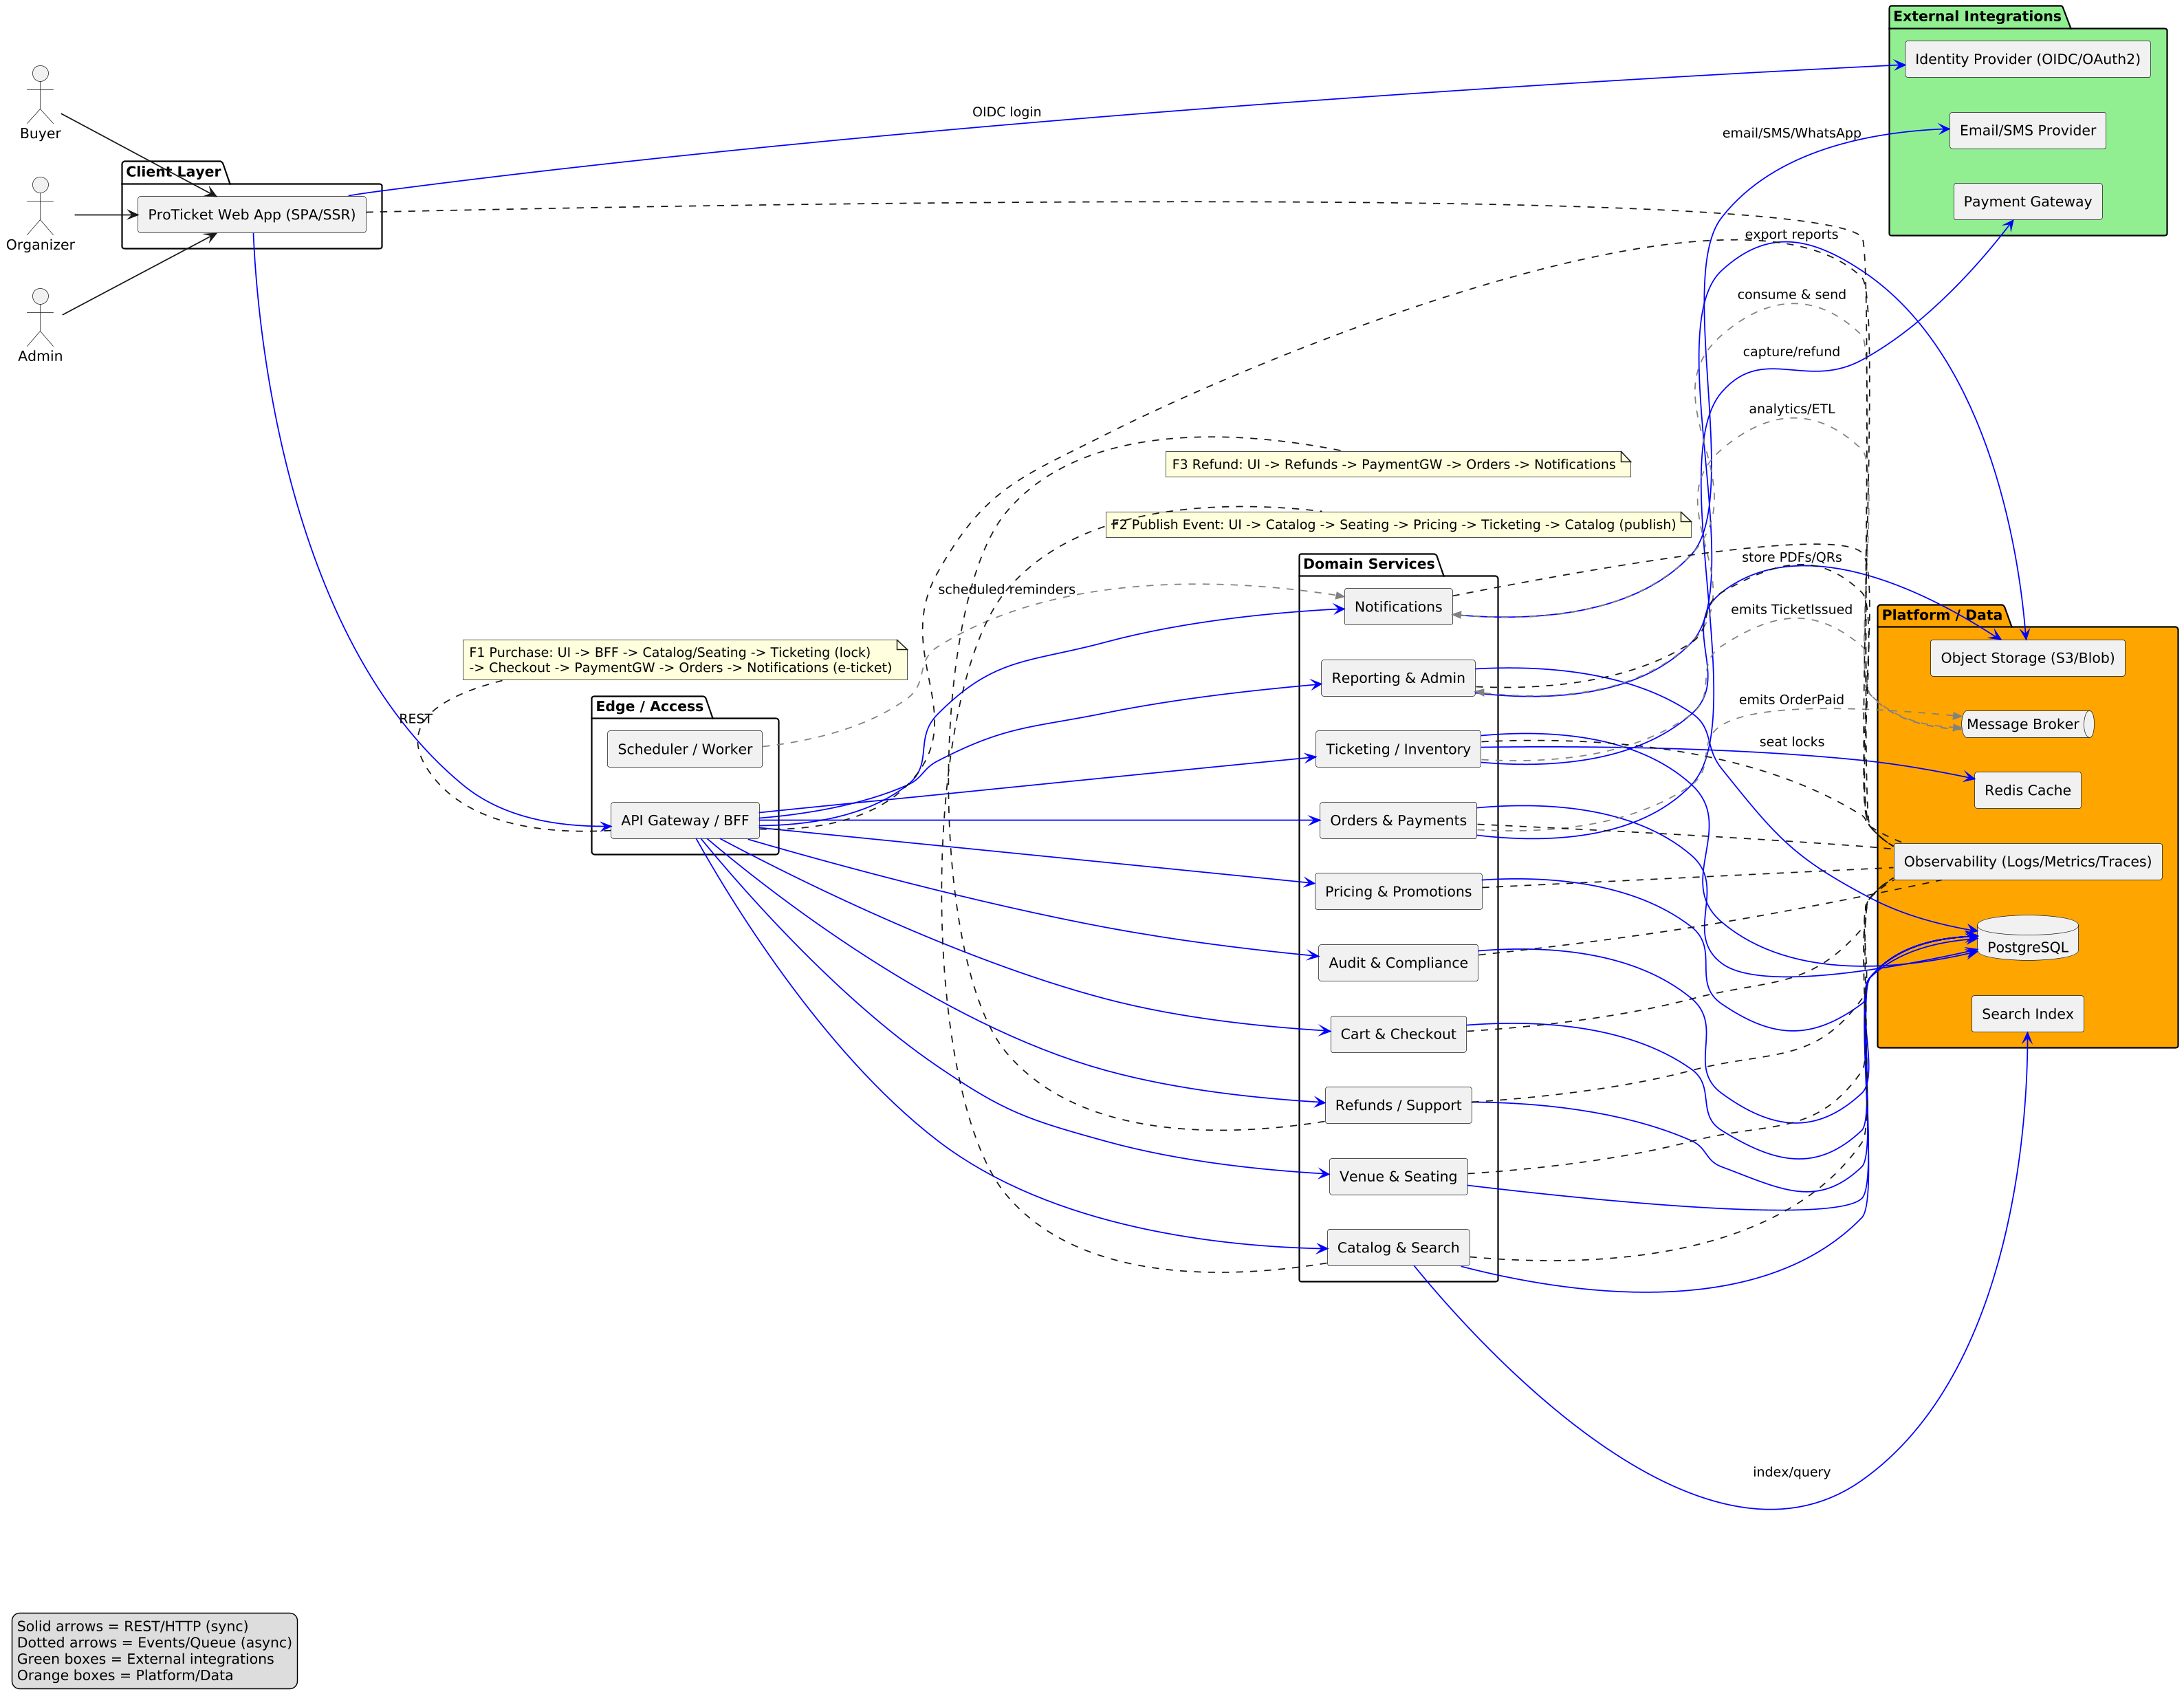 External Integrations
Identity Provider (OIDC/OAuth2)
Email/SMS Provider
Payment Gateway
Buyer
Organizer
Admin
Client Layer
ProTicket Web App (SPA/SSR)
OIDC login
email/SMS/WhatsApp
export reports
consume & send
capture/refund
analytics/ETL
F3 Refund: UI -> Refunds -> PaymentGW -> Orders -> Notifications
F2 Publish Event: UI -> Catalog -> Seating -> Pricing -> Ticketing -> Catalog (publish)
scheduled reminders
F1 Purchase: UI -> BFF -> Catalog/Seating -> Ticketing (lock)
-> Checkout -> PaymentGW -> Orders -> Notifications (e-ticket)
REST
Edge / Access
Scheduler / Worker
API Gateway / BFF
Domain Services
Notifications
Reporting & Admin
Ticketing / Inventory
Orders & Payments
Pricing & Promotions
Audit & Compliance
Cart & Checkout
Refunds / Support
Venue & Seating
Catalog & Search
store PDFs/QRs
emits TicketIssued
emits OrderPaid
seat locks
index/query
Platform / Data
Object Storage (S3/Blob)
Message Broker
Redis Cache
Observability (Logs/Metrics/Traces)
PostgreSQL
Search Index
Solid arrows = REST/HTTP (sync)
Dotted arrows = Events/Queue (async)
Green boxes = External integrations
Orange boxes = Platform/Data